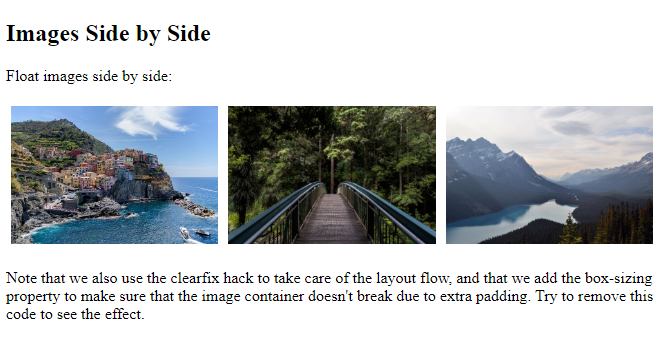 Images Side by Side
Float images side by side:
Note that we also use the clearfix hack to take care of the layout flow, and that we add the box-sizing
property to make sure that the image container doesn't break due to extra padding. Try to remove this
code to see the effect.